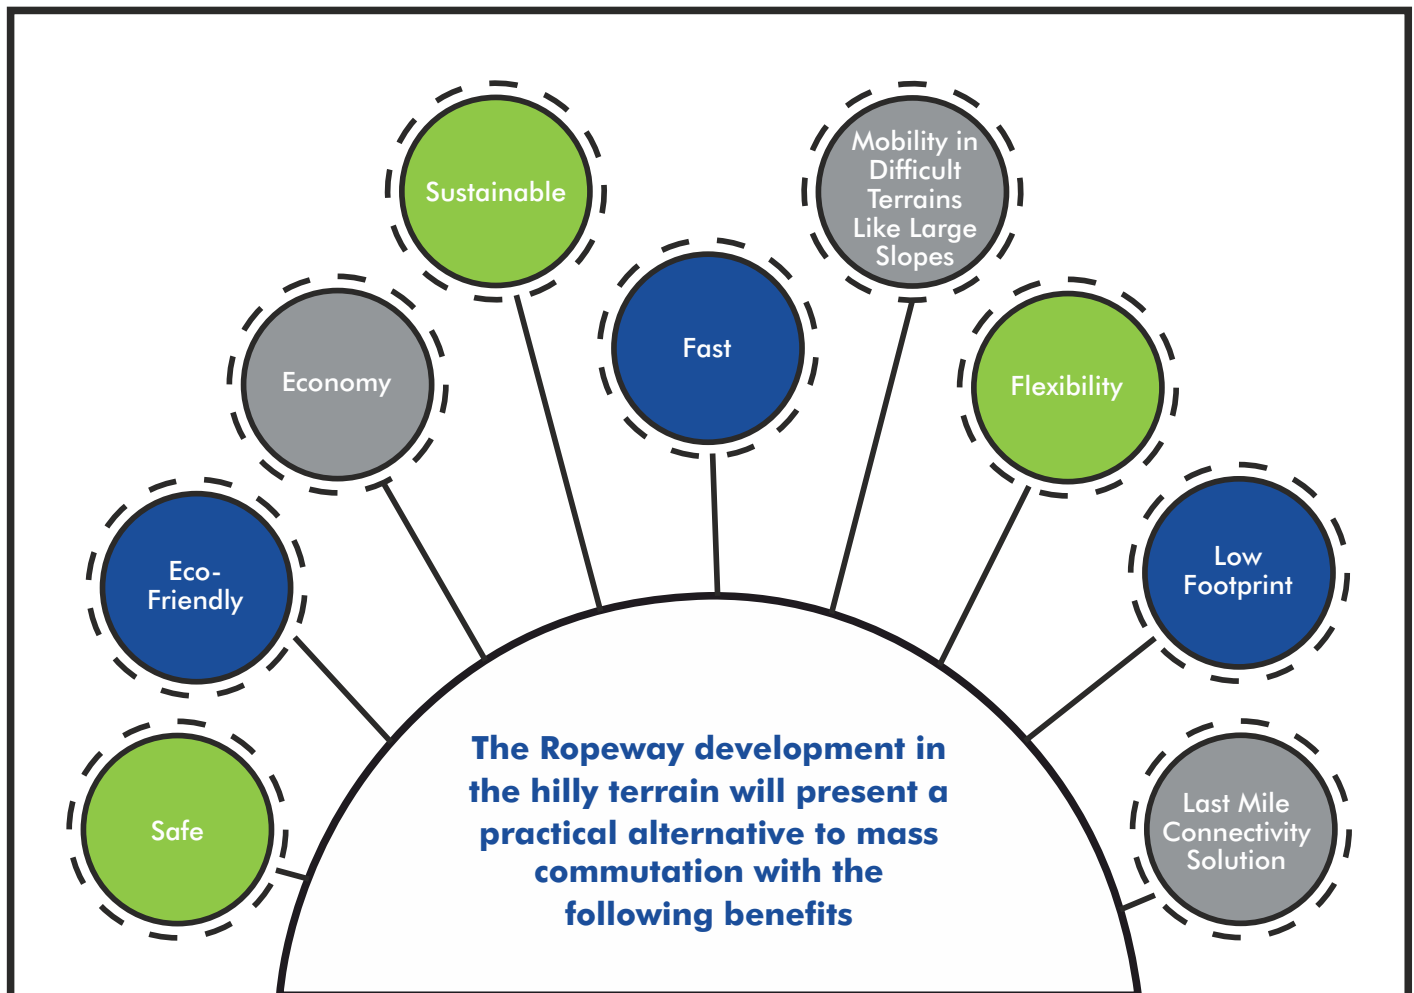 Sustainable
Mobility in
Difficult
Terrains
Like Large
Slopes
Economy
Fast
Flexibility
Eco-
Friendly
Low
Footprint
Safe
Last Mile
Connectivity
Solution
The Ropeway development in
the hilly terrain will present a
practical alternative to mass
commutation with the
following benefits